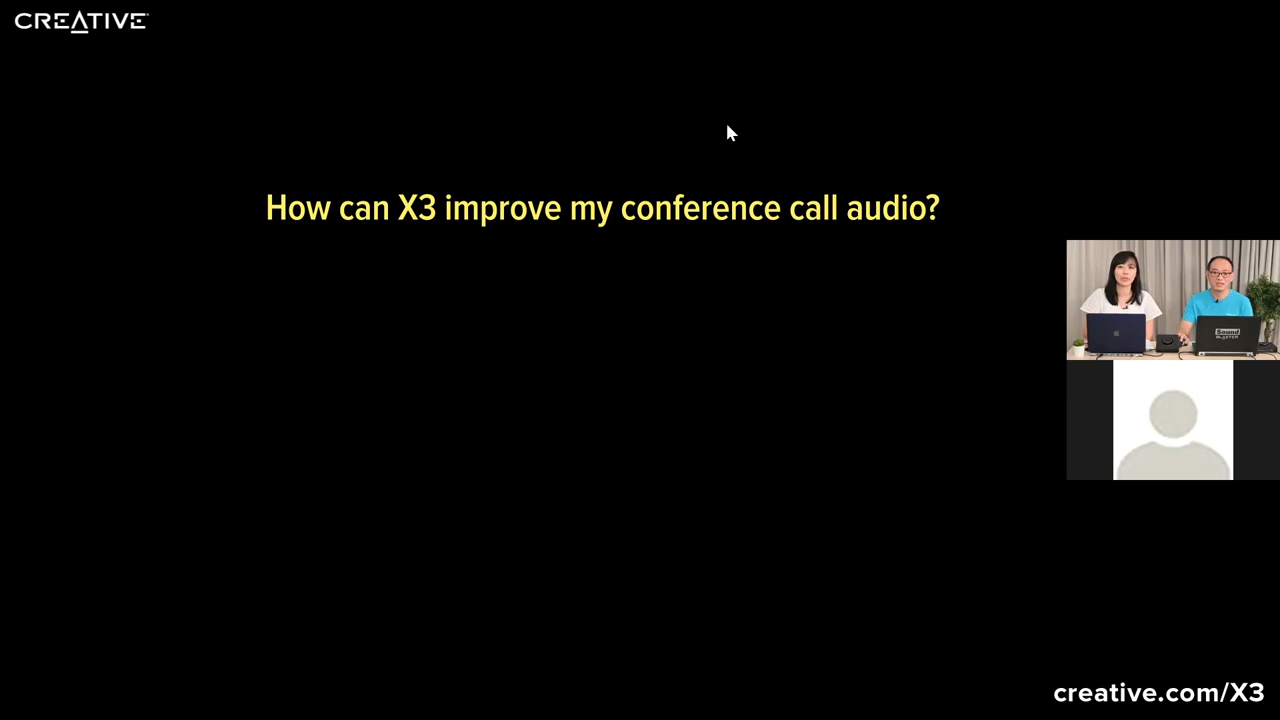 CREATIVE
How can X3 improve my conference call audio?
Sound
BLASTER
creative.com/X3